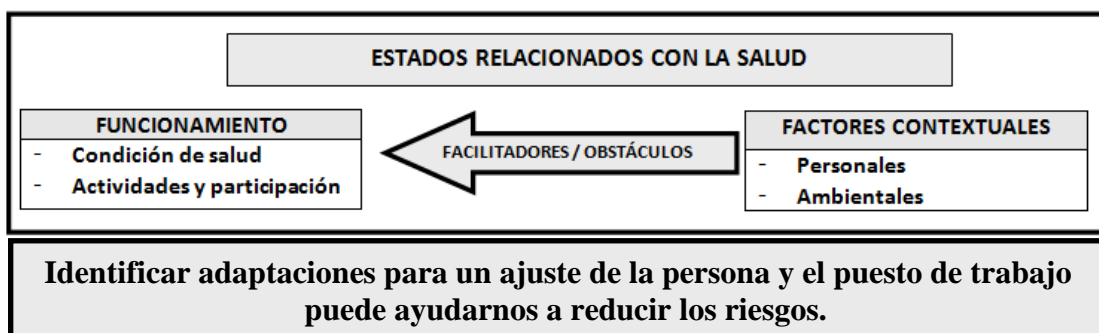 ESTADOS RELACIONADOS CON LA SALUD
FUNCIONAMIENTO
- Condición de salud
- Actividades y participación
FACILITADORES / OBSTÁCULOS
FACTORES CONTEXTUALES
- Personales
- Ambientales
Identificar adaptaciones para un ajuste de la persona y el puesto de trabajo
puede ayudarnos a reducir los riesgos.